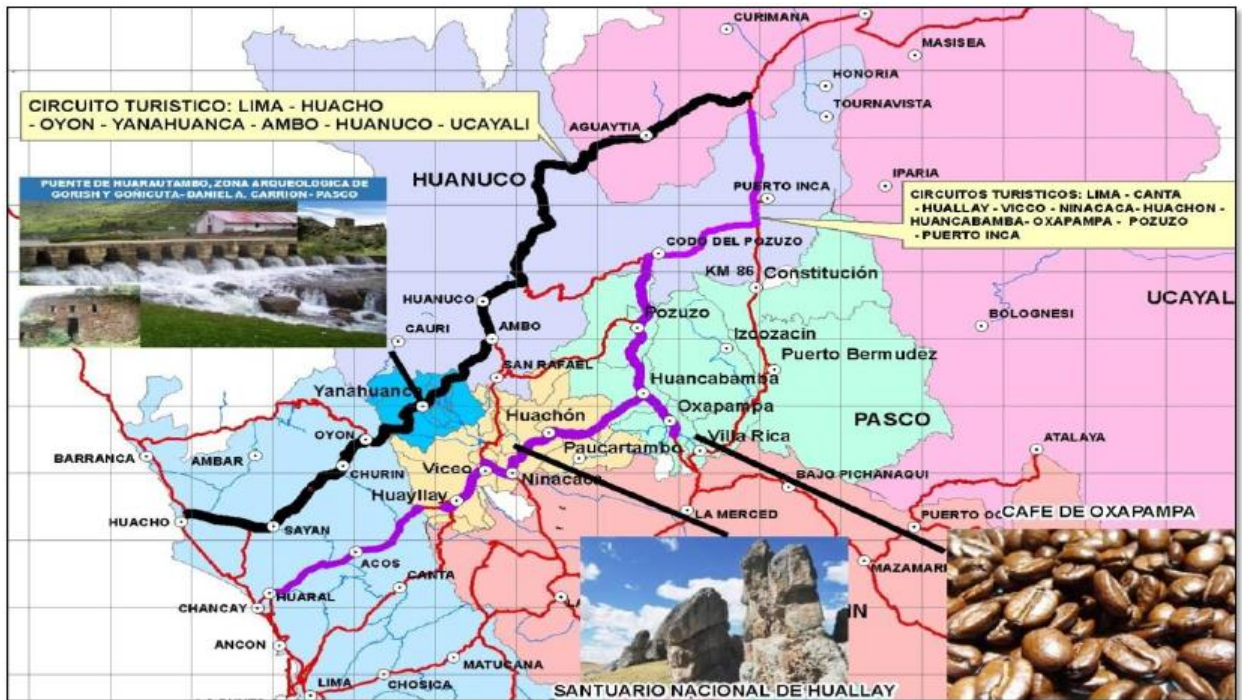 CURIMANA
MASISEA
HONORIA
TOURNAVISTA
CIRCUITO TURISTICO: LIMA - HUACHO
- OYON - YANAHUANCA - AMBO - HUANUCO - UCAYALI
AGUAYTIA
HUANUCO
IPARIA
PUERTO INCA
PUENTE DE HUARAUTAMBO, ZONA ARQUEOLOGICA DE
GORISH Y GOÑICUTA- DANIEL A. CARRION- PASCO
CIRCUITOS TURISTICOS: LIMA - CANTA
- HUALLAY - VICCO - NINACACA- HUACHON -
HUANCABAMBA- OXAPAMPA - POZUZO
- PUERTO INCA
CODO DEL POZUZO
KM 86
Constitución
UCAYAL
HUANUCO
CAURI
AMBO
Pozuzo
BOLOGNESI
Izcozacin
Puerto Bermudez
SAN RAFAEL
Yanahuanc
Huancabamba
Huachón
Oxapampa
PASCO
OYON
Paucartambo
Villa Rica
ATALAYA
BARRANCA
AMBAR
CHURIN
Vicco
Ninacaca
BAJO PICHANAQUI
Huayllay
HUACHO
SAYAN
LA MERCED
PUERTO OC
CAFE DE OXAPAMPA
ACOS
CANTA
MAZAMARI
HUARAL
CHANCAY
ANCON
MATUCANA
LIMA
CHOSICA
SANTUARIO NACIONAL DE HUALLAY